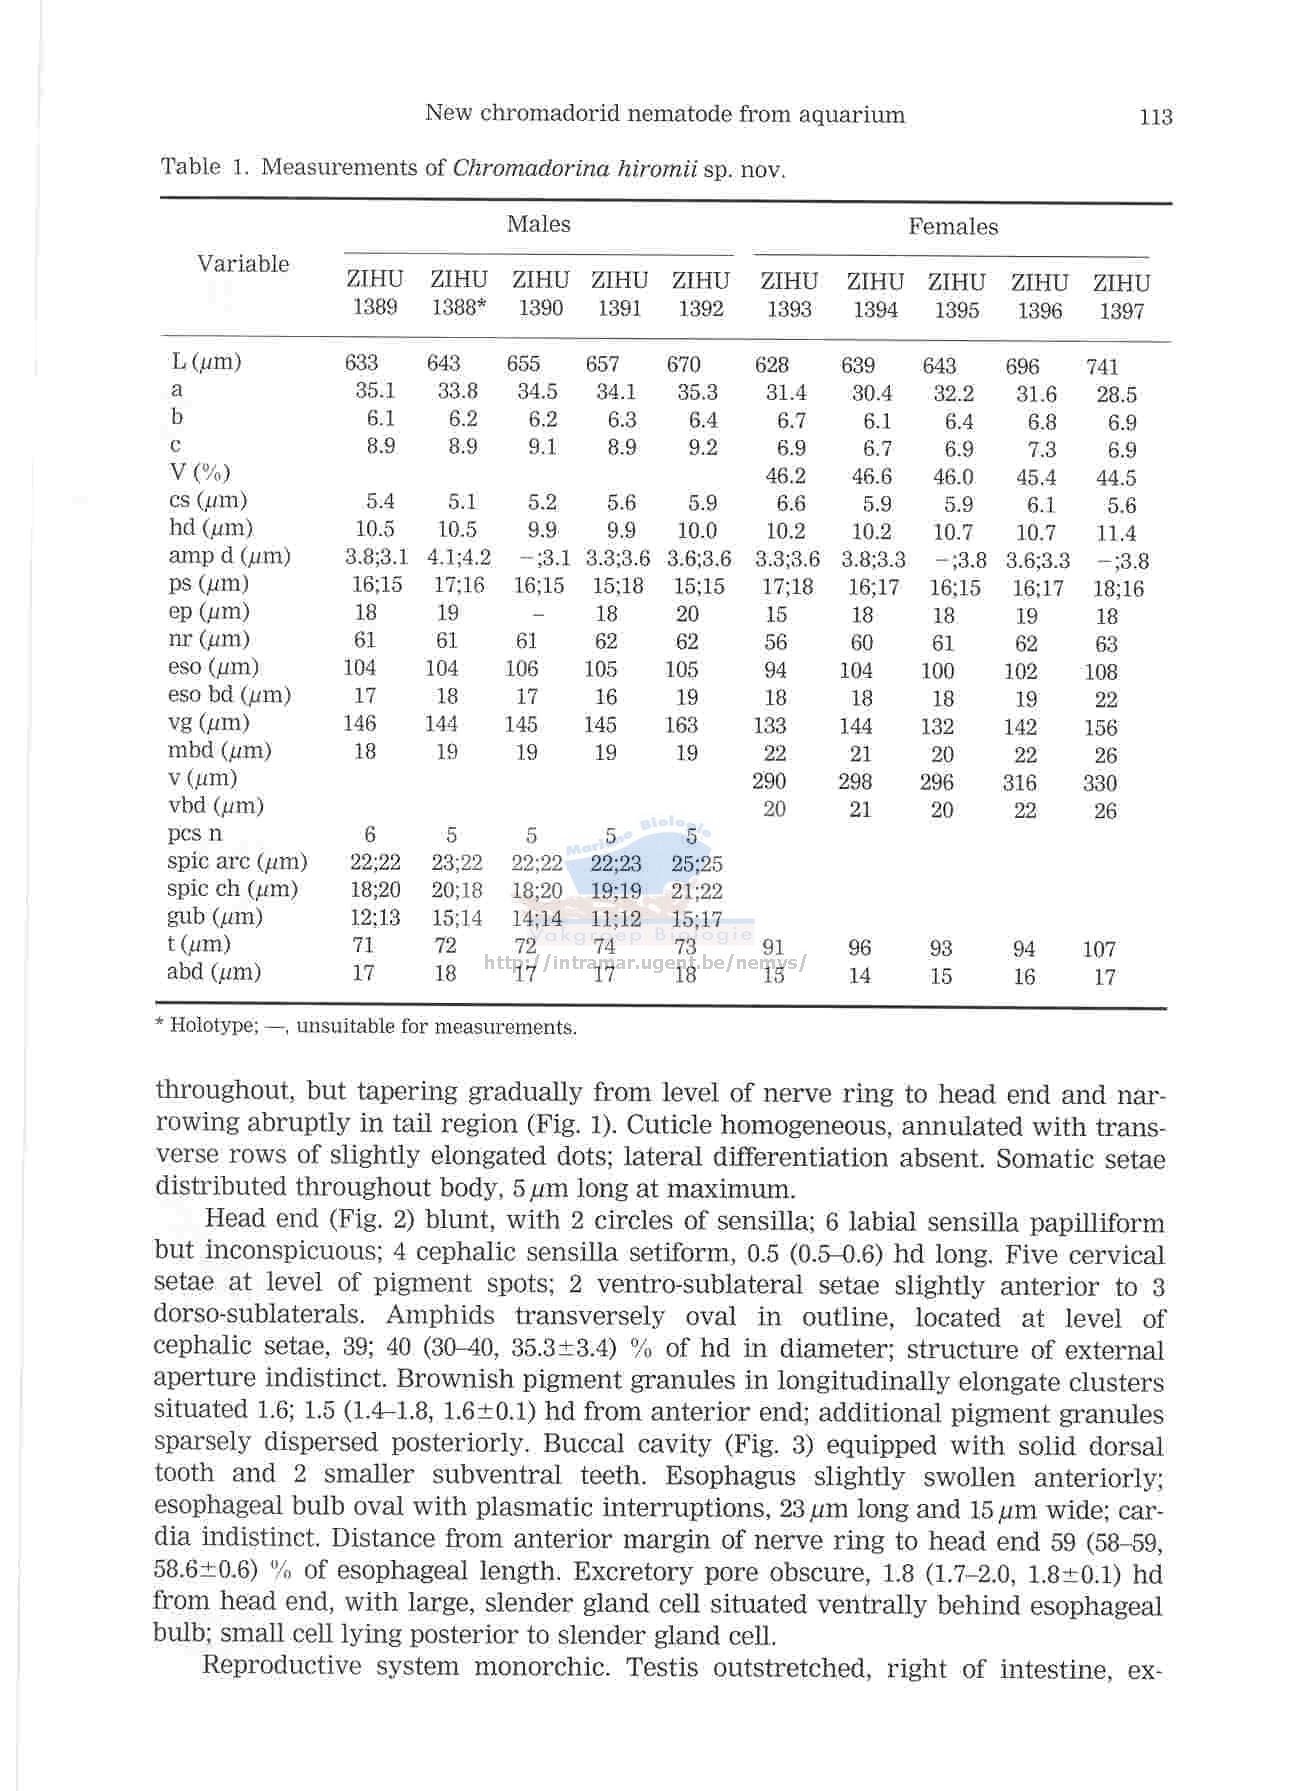 New chromadorid nematode from aquarium 113
Table 1. Measurements of Chromadorina hiromii sp. nov.
Males Females
Variable
ZIHU ZIHU ZIHU ZIHU ZIHU ZIHU ZIHU ZIHU ZIHU ZIHU
1389 1388* 1390 1391 1392 1393 1394 1395 1396 1397
L (μm) 633 643 655 657 670 628 639 643 696 741
a 35.1 33.8 34.5 34.1 35.3 31.4 30.4 32.2 31.6 28.5
b 6.1 6.2 6.2 6.3 6.4 6.7 6.1 6.4 6.8 6.9
c 8.9 8.9 9.1 8.9 9.2 6.9 6.7 6.9 7.3 6.9
V (%) 46.2 46.6 46.0 45.4 44.5
cs (μm) 5.4 5.1 5.2 5.6 5.9 6.6 5.9 5.9 6.1 5.6
hd (μm) 10.5 10.5 9.9 9.9 10.0 10.2 10.2 10.7 10.7 11.4
amp d (μm) 3.8;3.1 4.1;4.2 –;3.1 3.3;3.6 3.6;3.6 3.3;3.6 3.8;3.3 –;3.8 3.6;3.3 –;3.8
ps (μm) 16;15 17;16 16;15 15;18 15;15 17;18 16;17 16;15 16;17 18;16
ep (μm) 18 19 – 18 20 15 18 18 19 18
nr (μm) 61 61 61 62 62 56 60 61 62 63
eso (μm) 104 104 106 105 105 94 104 100 102 108
eso bd (μm) 17 18 17 16 19 18 18 18 19 22
vg (μm) 146 144 145 145 163 133 144 132 142 156
mbd (μm) 18 19 19 19 19 22 21 20 22 26
v (μm) 290 298 296 316 330
vbd (μm) 20 21 20 22 26
pcs n 6 5 5 5 5
spic arc (μm) 22;22 23;22 22;22 22;23 25;25
spic ch (μm) 18;20 20;18 18;20 19;19 21;22
gub (μm) 12;13 15;14 14;14 11;12 15;17
t (μm) 71 72 72 74 73 91 96 93 94 107
abd (μm) 17 18 17 17 18 15 14 15 16 17
Mariene Biologie
Vakgroep Biologie
http://intramar.ugent.be/nemys/
* Holotype; —, unsuitable for measurements.
throughout, but tapering gradually from level of nerve ring to head end and nar-
rowing abruptly in tail region (Fig. 1). Cuticle homogeneous, annulated with trans-
verse rows of slightly elongated dots; lateral differentiation absent. Somatic setae
distributed throughout body, 5 μm long at maximum.
Head end (Fig. 2) blunt, with 2 circles of sensilla; 6 labial sensilla papilliform
but inconspicuous; 4 cephalic sensilla setiform, 0.5 (0.5–0.6) hd long. Five cervical
setae at level of pigment spots; 2 ventro-sublateral setae slightly anterior to 3
dorso-sublaterals. Amphids transversely oval in outline, located at level of
cephalic setae, 39; 40 (30–40, 35.3±3.4) % of hd in diameter; structure of external
aperture indistinct. Brownish pigment granules in longitudinally elongate clusters
situated 1.6; 1.5 (1.4–1.8, 1.6±0.1) hd from anterior end; additional pigment granules
sparsely dispersed posteriorly. Buccal cavity (Fig. 3) equipped with solid dorsal
tooth and 2 smaller subventral teeth. Esophagus slightly swollen anteriorly;
esophageal bulb oval with plasmatic interruptions, 23 μm long and 15 μm wide; car-
dia indistinct. Distance from anterior margin of nerve ring to head end 59 (58–59,
58.6±0.6) % of esophageal length. Excretory pore obscure, 1.8 (1.7–2.0, 1.8±0.1) hd
from head end, with large, slender gland cell situated ventrally behind esophageal
bulb; small cell lying posterior to slender gland cell.
Reproductive system monorchic. Testis outstretched, right of intestine, ex-